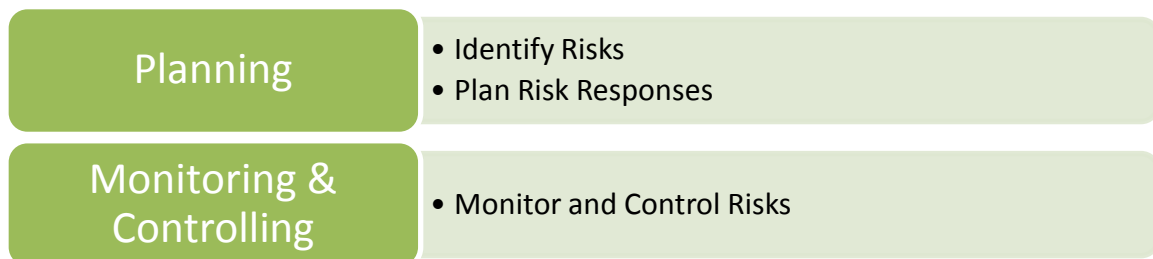 Planning
• Identify Risks
• Plan Risk Responses
Monitoring &
Controlling
• Monitor and Control Risks